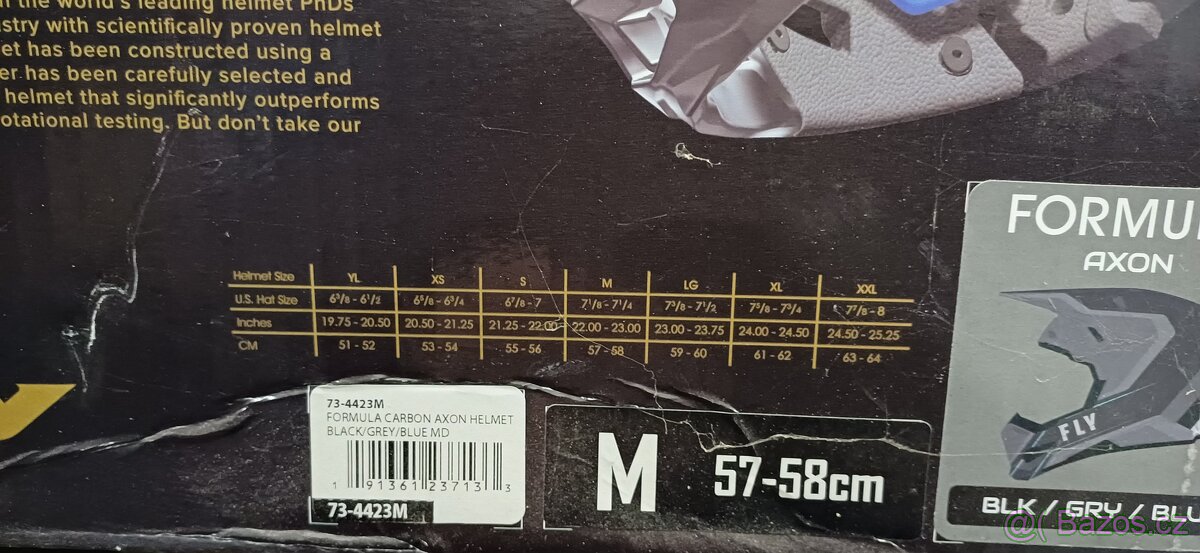 the world's leading helmet PhDs
stry with scientifically proven helmet
et has been constructed using a
er has been carefully selected and
helmet that significantly outperforms
otational testing. But don't take our
FORMU
AXON
Helmet Size YL XS S M LG XL XXL
U.S. Hat Size 6³/8 - 6¹/2 6⁵/8 - 6³/4 6⁷/8 - 7 7¹/8 - 7¹/4 7³/8 - 7¹/2 7⁵/8 - 7³/4 7⁷/8 - 8
Inches 19.75 - 20.50 20.50 - 21.25 21.25 - 22.00 22.00 - 23.00 23.00 - 23.75 24.00 - 24.50 24.50 - 25.25
CM 51 - 52 53 - 54 55 - 56 57 - 58 59 - 60 61 - 62 63 - 64
73-4423M
FORMULA CARBON AXON HELMET
BLACK/GREY/BLUE MD
1 91361 23713 3
73-4423M
M 57-58cm
FLY
BLK / GRY / BLU
@( Bazos.cz